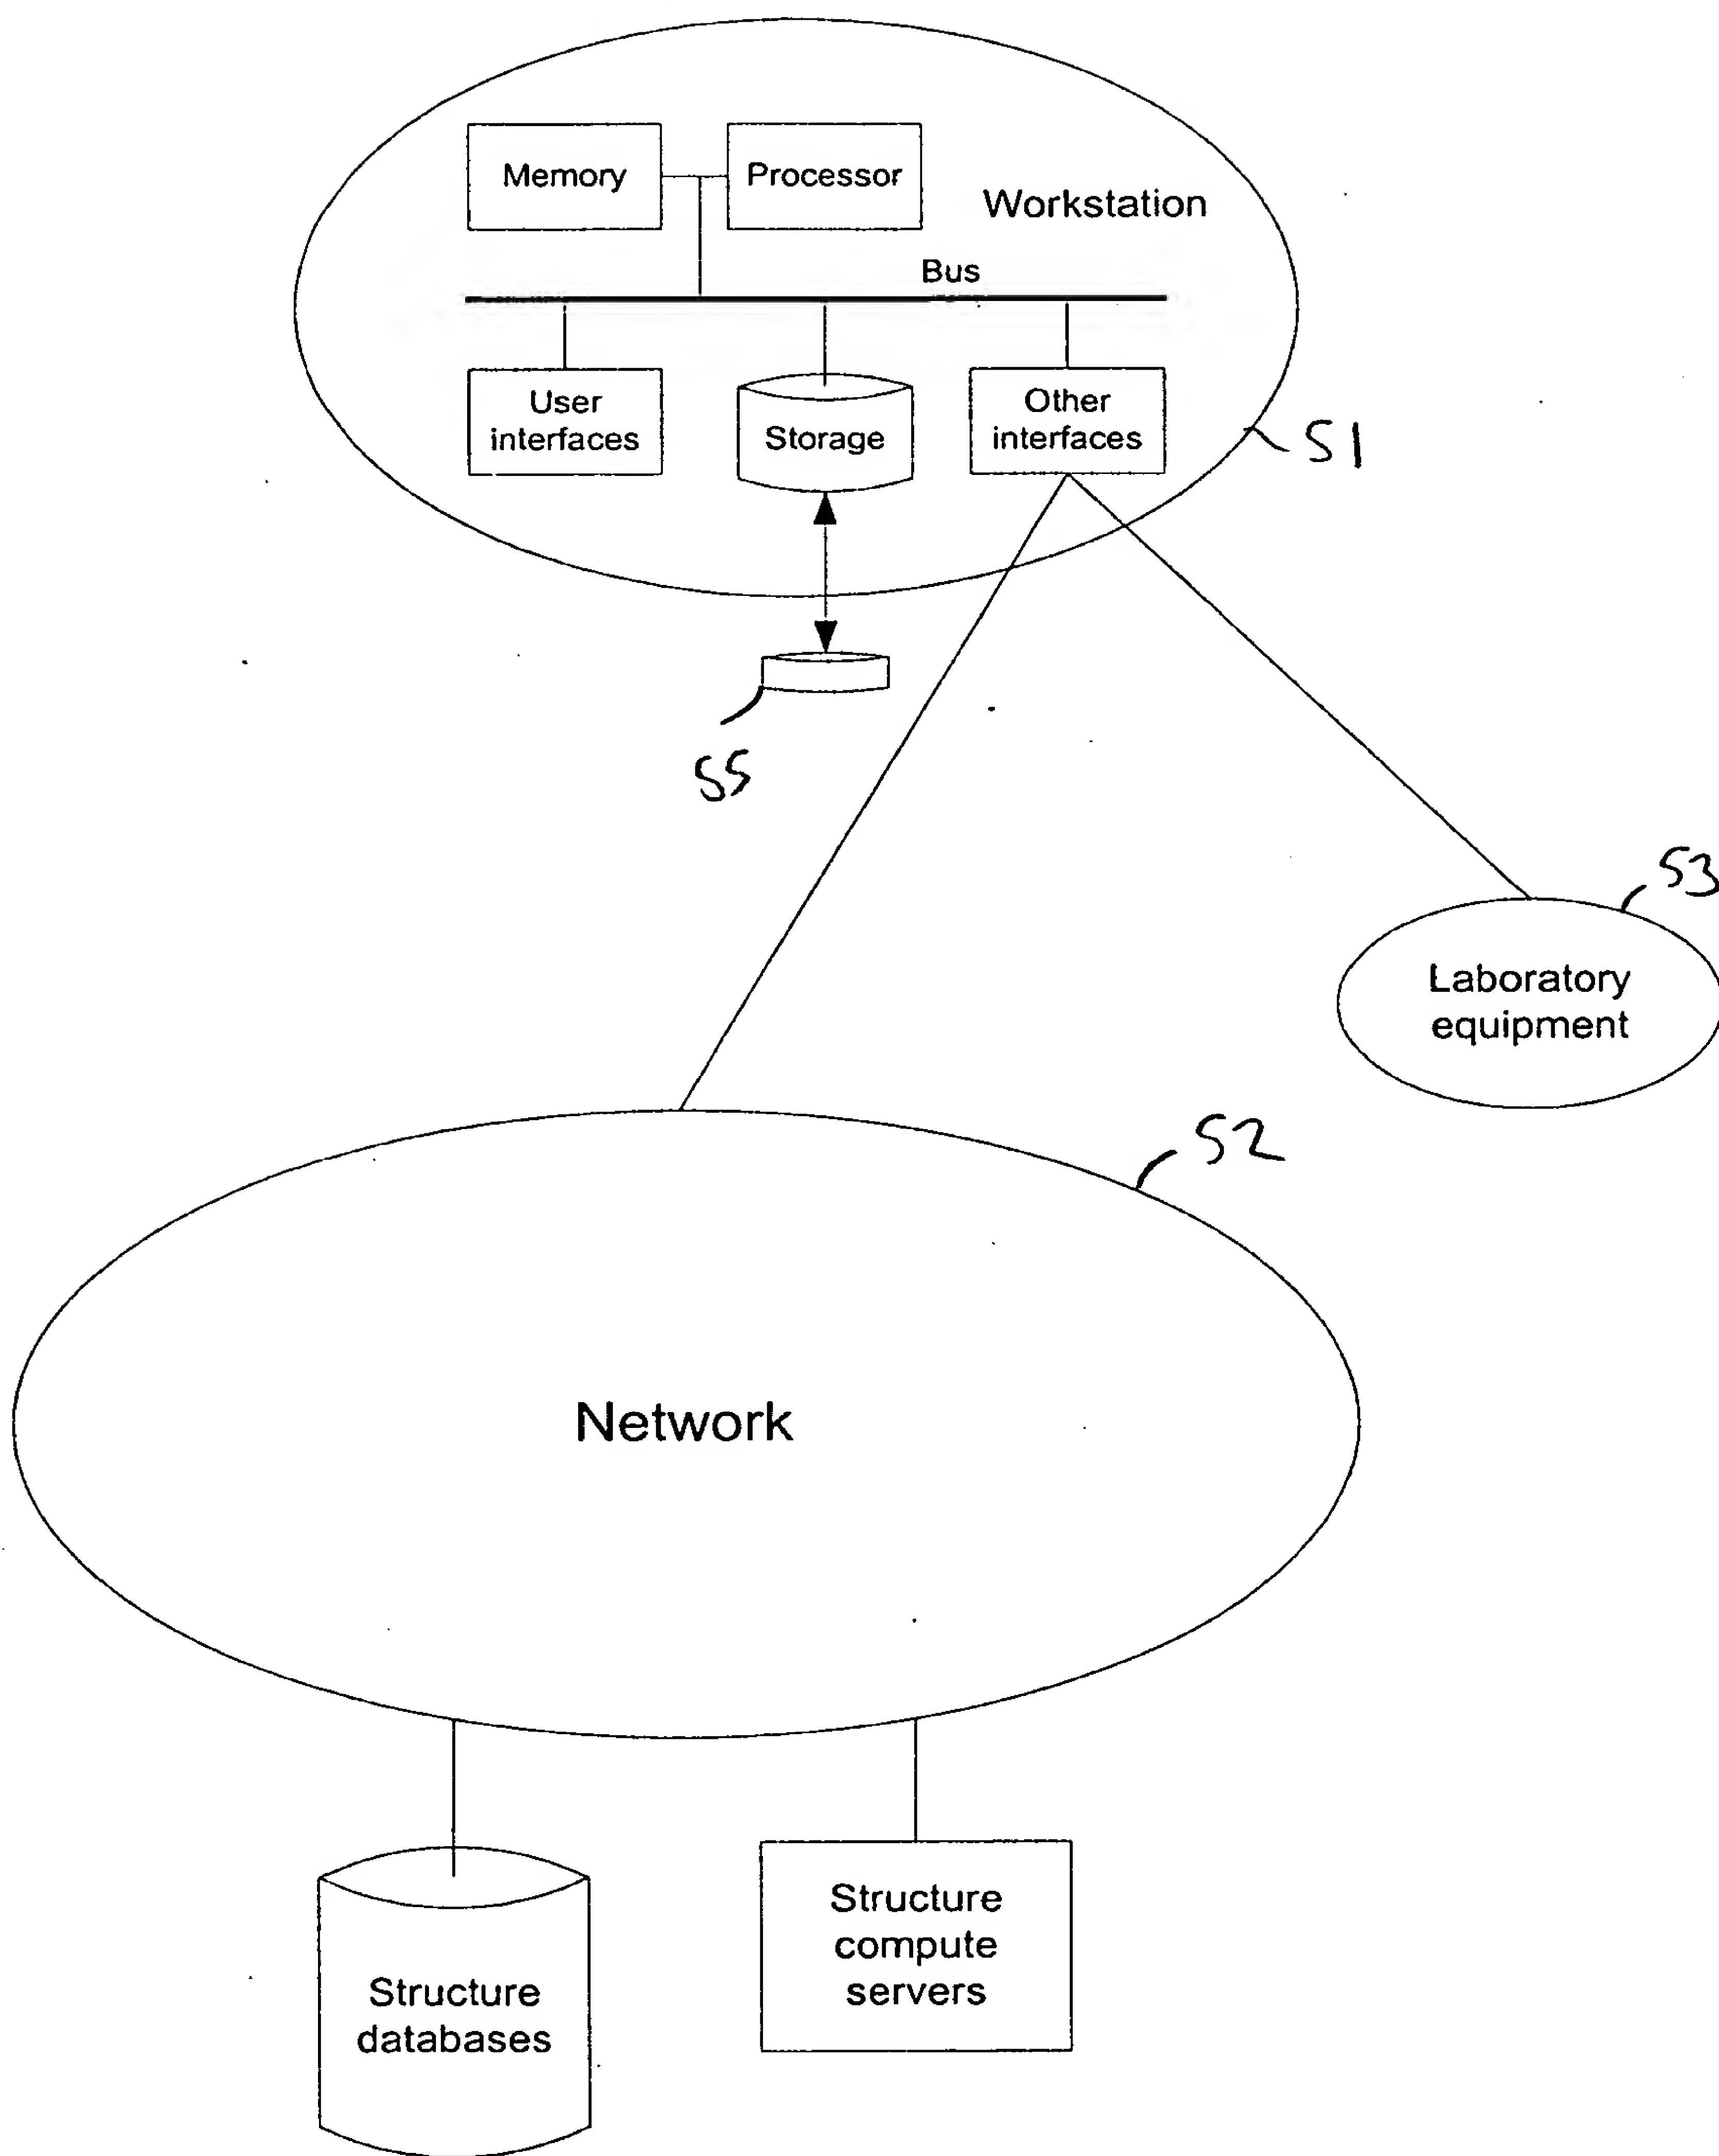 Memory
Processor
Workstation
Bus
User
interfaces
Storage
Other
interfaces
51
55
53
Laboratory
equipment
52
Network
Structure
databases
Structure
compute
servers